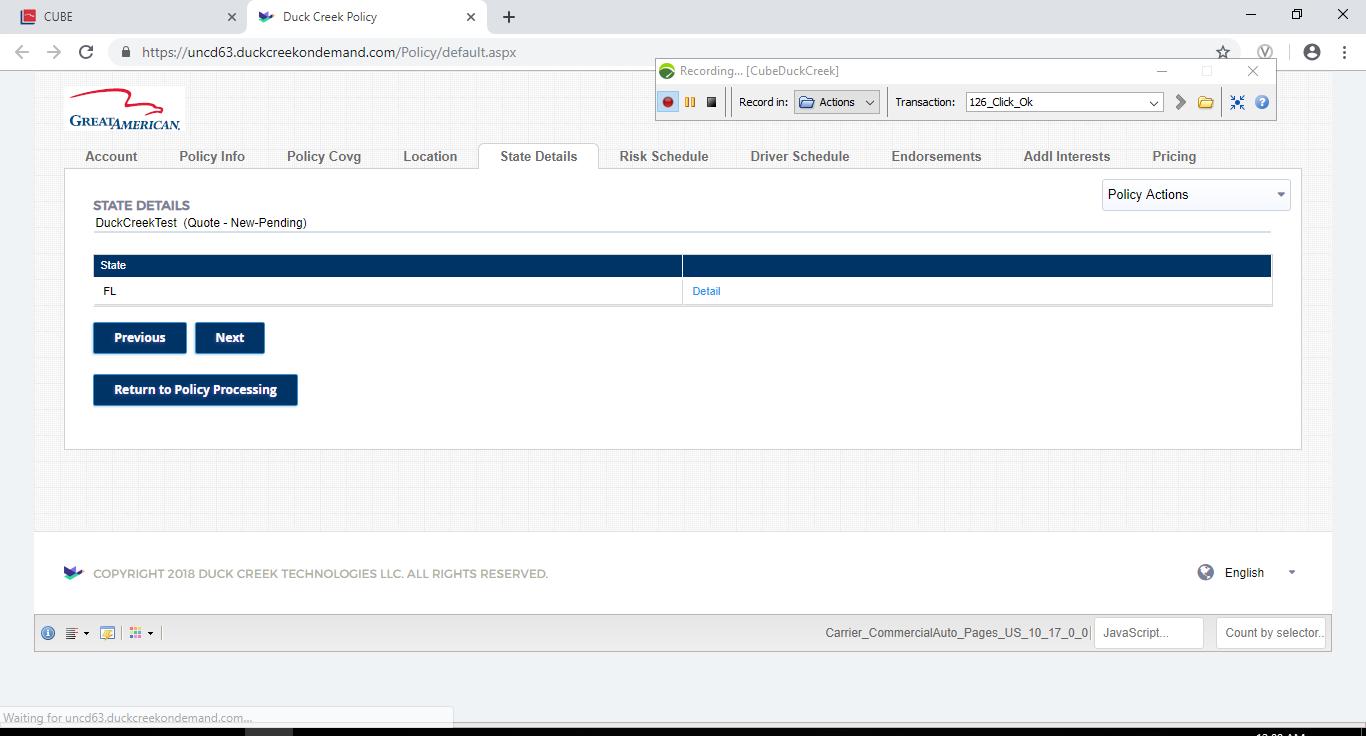 CUBE
Duck Creek Policy
https://uncd63.duckcreekondemand.com/Policy/default.aspx
Recording... [CubeDuckCreek]
Record in: Actions Transaction: 126_Click_Ok
GREATAMERICAN.
Account Policy Info Policy Covg Location State Details Risk Schedule Driver Schedule Endorsements Addl Interests Pricing
Policy Actions
STATE DETAILS
DuckCreekTest (Quote - New-Pending)
State
FL Detail
Previous Next
Return to Policy Processing
COPYRIGHT 2018 DUCK CREEK TECHNOLOGIES LLC. ALL RIGHTS RESERVED.
English
Carrier_CommercialAuto_Pages_US_10_17_0_0 JavaScript... Count by selector..
Waiting for uncd63.duckcreekondemand.com...